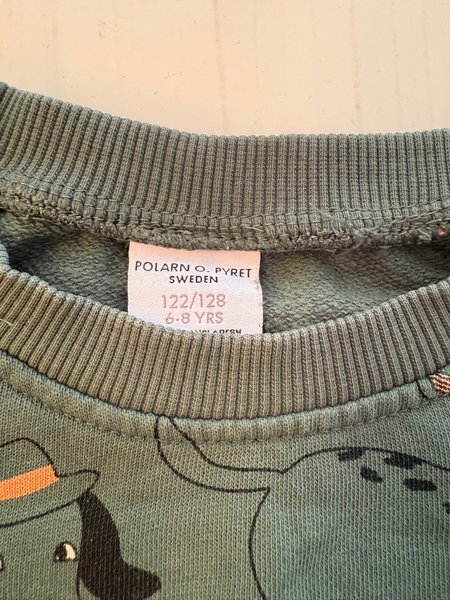 POLARN O. PYRET
SWEDEN
122/128
6-8 YRS